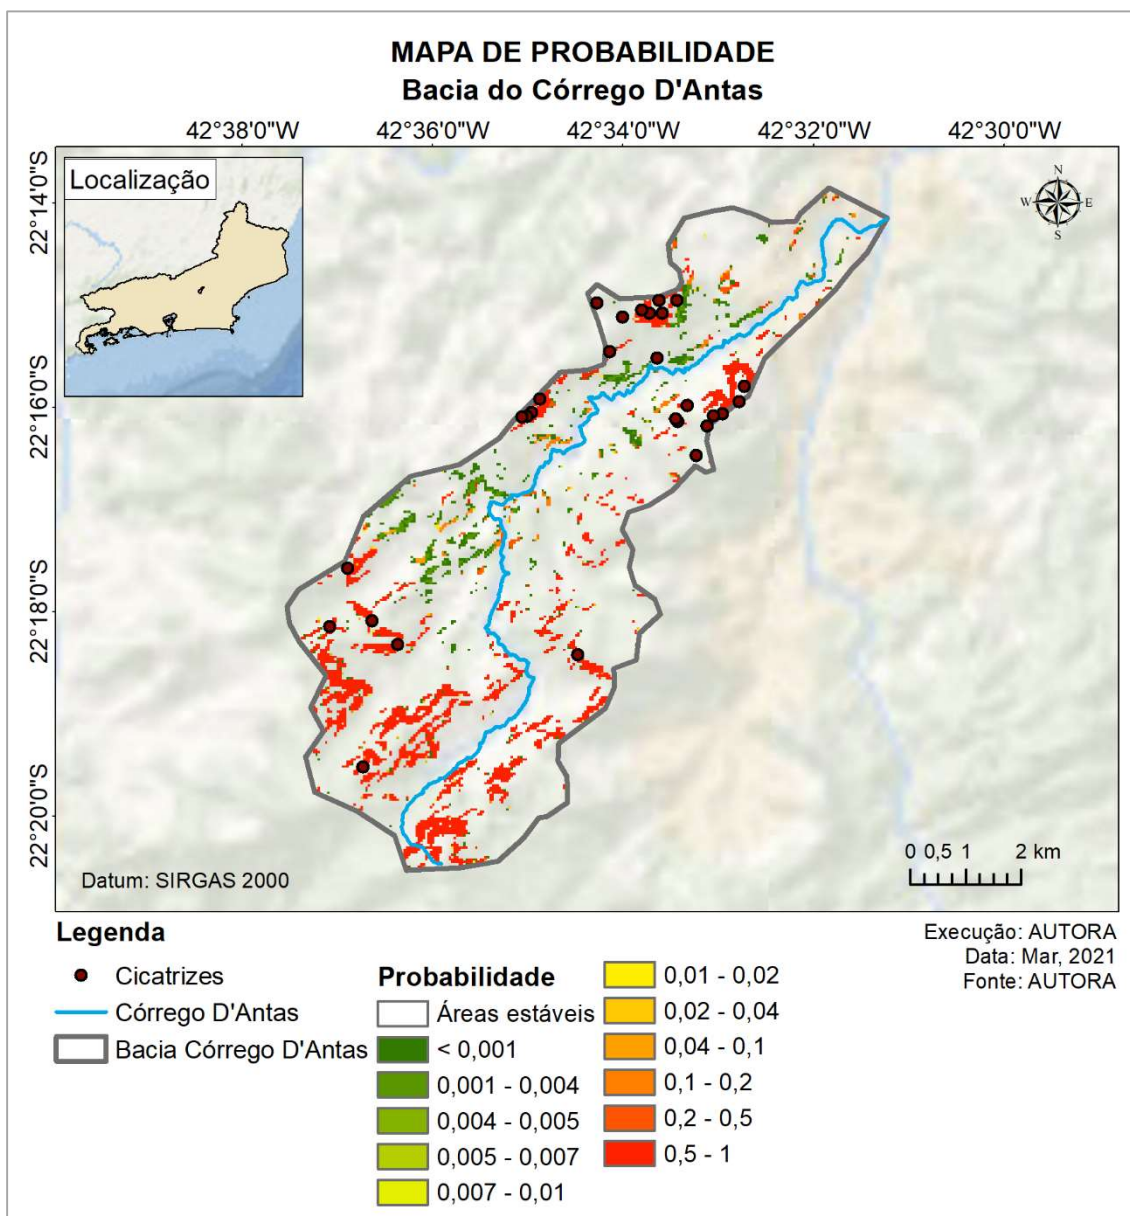 MAPA DE PROBABILIDADE
Bacia do Córrego D'Antas
42°38'0"W 42°36'0"W 42°34'0"W 42°32'0"W 42°30'0"W
Localização
N
W E
S
22°14'0"S
22°16'0"S
22°18'0"S
22°20'0"S
0 0,5 1 2 km
Datum: SIRGAS 2000
Legenda
Cicatrizes
Córrego D'Antas
Bacia Córrego D'Antas
Probabilidade
Áreas estáveis
< 0,001
0,001 - 0,004
0,004 - 0,005
0,005 - 0,007
0,007 - 0,01
0,01 - 0,02
0,02 - 0,04
0,04 - 0,1
0,1 - 0,2
0,2 - 0,5
0,5 - 1
Execução: AUTORA
Data: Mar, 2021
Fonte: AUTORA